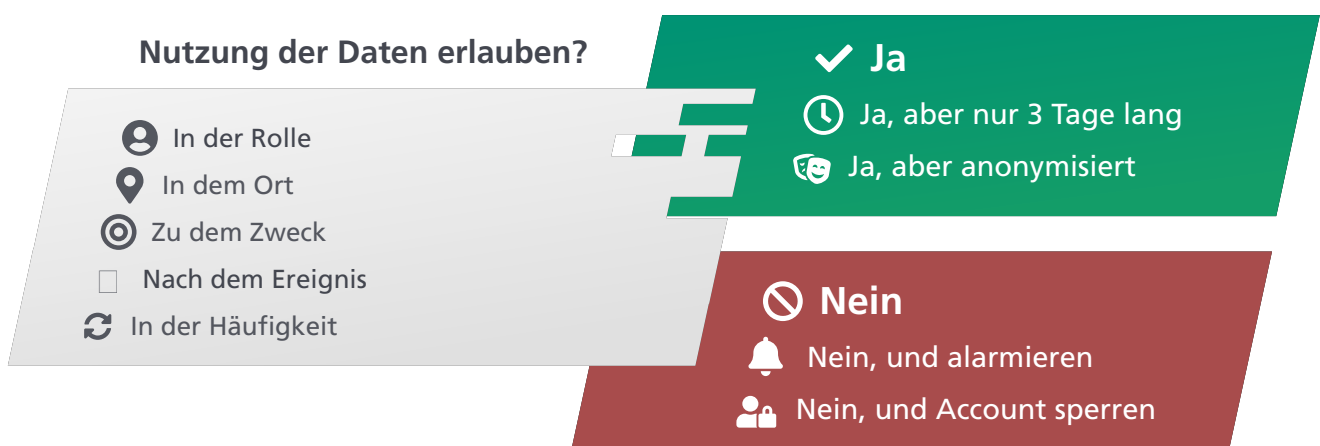 Nutzung der Daten erlauben?
In der Rolle
In dem Ort
Zu dem Zweck
Nach dem Ereignis
In der Häufigkeit
Ja
Ja, aber nur 3 Tage lang
Ja, aber anonymisiert
Nein
Nein, und alarmieren
Nein, und Account sperren